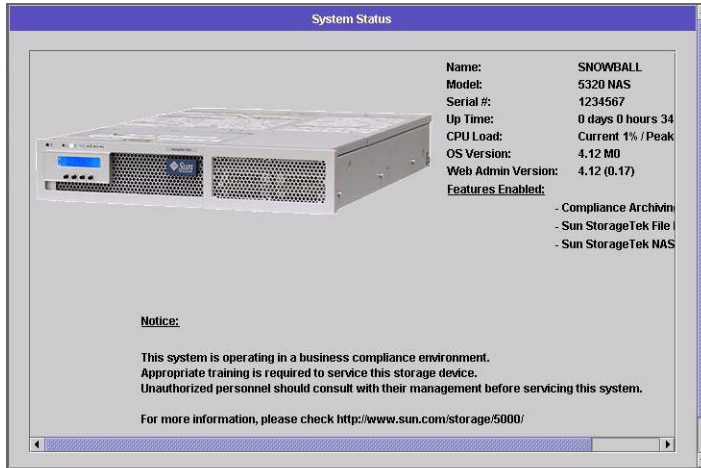 System Status
Name: SNOWBALL
Model: 5320 NAS
Serial #: 1234567
Up Time: 0 days 0 hours 34
CPU Load: Current 1% / Peak
OS Version: 4.12 M0
Web Admin Version: 4.12 (0.17)
Features Enabled:
- Compliance Archiving
- Sun StorageTek File
- Sun StorageTek NAS
Sun
Notice:
This system is operating in a business compliance environment.
Appropriate training is required to service this storage device.
Unauthorized personnel should consult with their management before servicing this system.
For more information, please check http://www.sun.com/storage/5000/